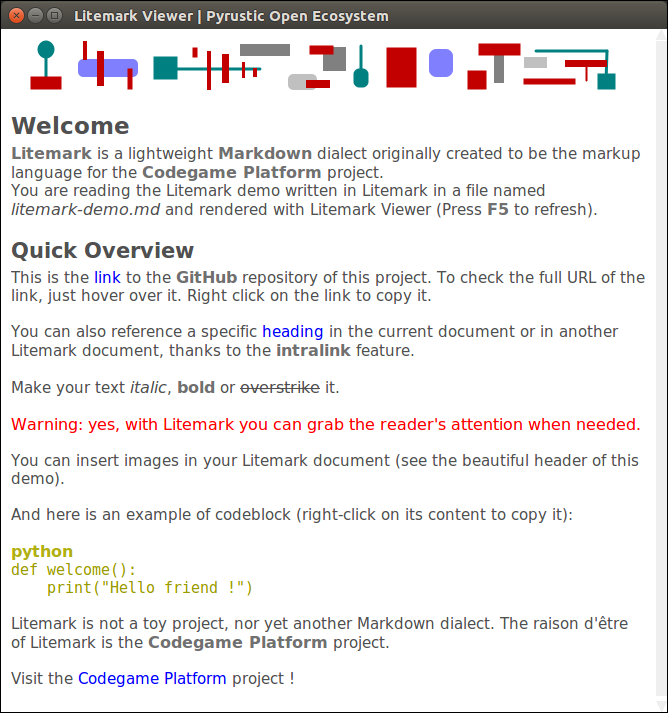 Litemark Viewer | Pyrustic Open Ecosystem
Welcome
Litemark is a lightweight Markdown dialect originally created to be the markup
language for the Codegame Platform project.
You are reading the Litemark demo written in Litemark in a file named
litemark-demo.md and rendered with Litemark Viewer (Press F5 to refresh).
Quick Overview
This is the link to the GitHub repository of this project. To check the full URL of the
link, just hover over it. Right click on the link to copy it.
You can also reference a specific heading in the current document or in another
Litemark document, thanks to the intralink feature.
Make your text italic, bold or overstrike it.
Warning: yes, with Litemark you can grab the reader's attention when needed.
You can insert images in your Litemark document (see the beautiful header of this
demo).
And here is an example of codeblock (right-click on its content to copy it):
python
def welcome():
    print("Hello friend !")
Litemark is not a toy project, nor yet another Markdown dialect. The raison d'être
of Litemark is the Codegame Platform project.
Visit the Codegame Platform project !